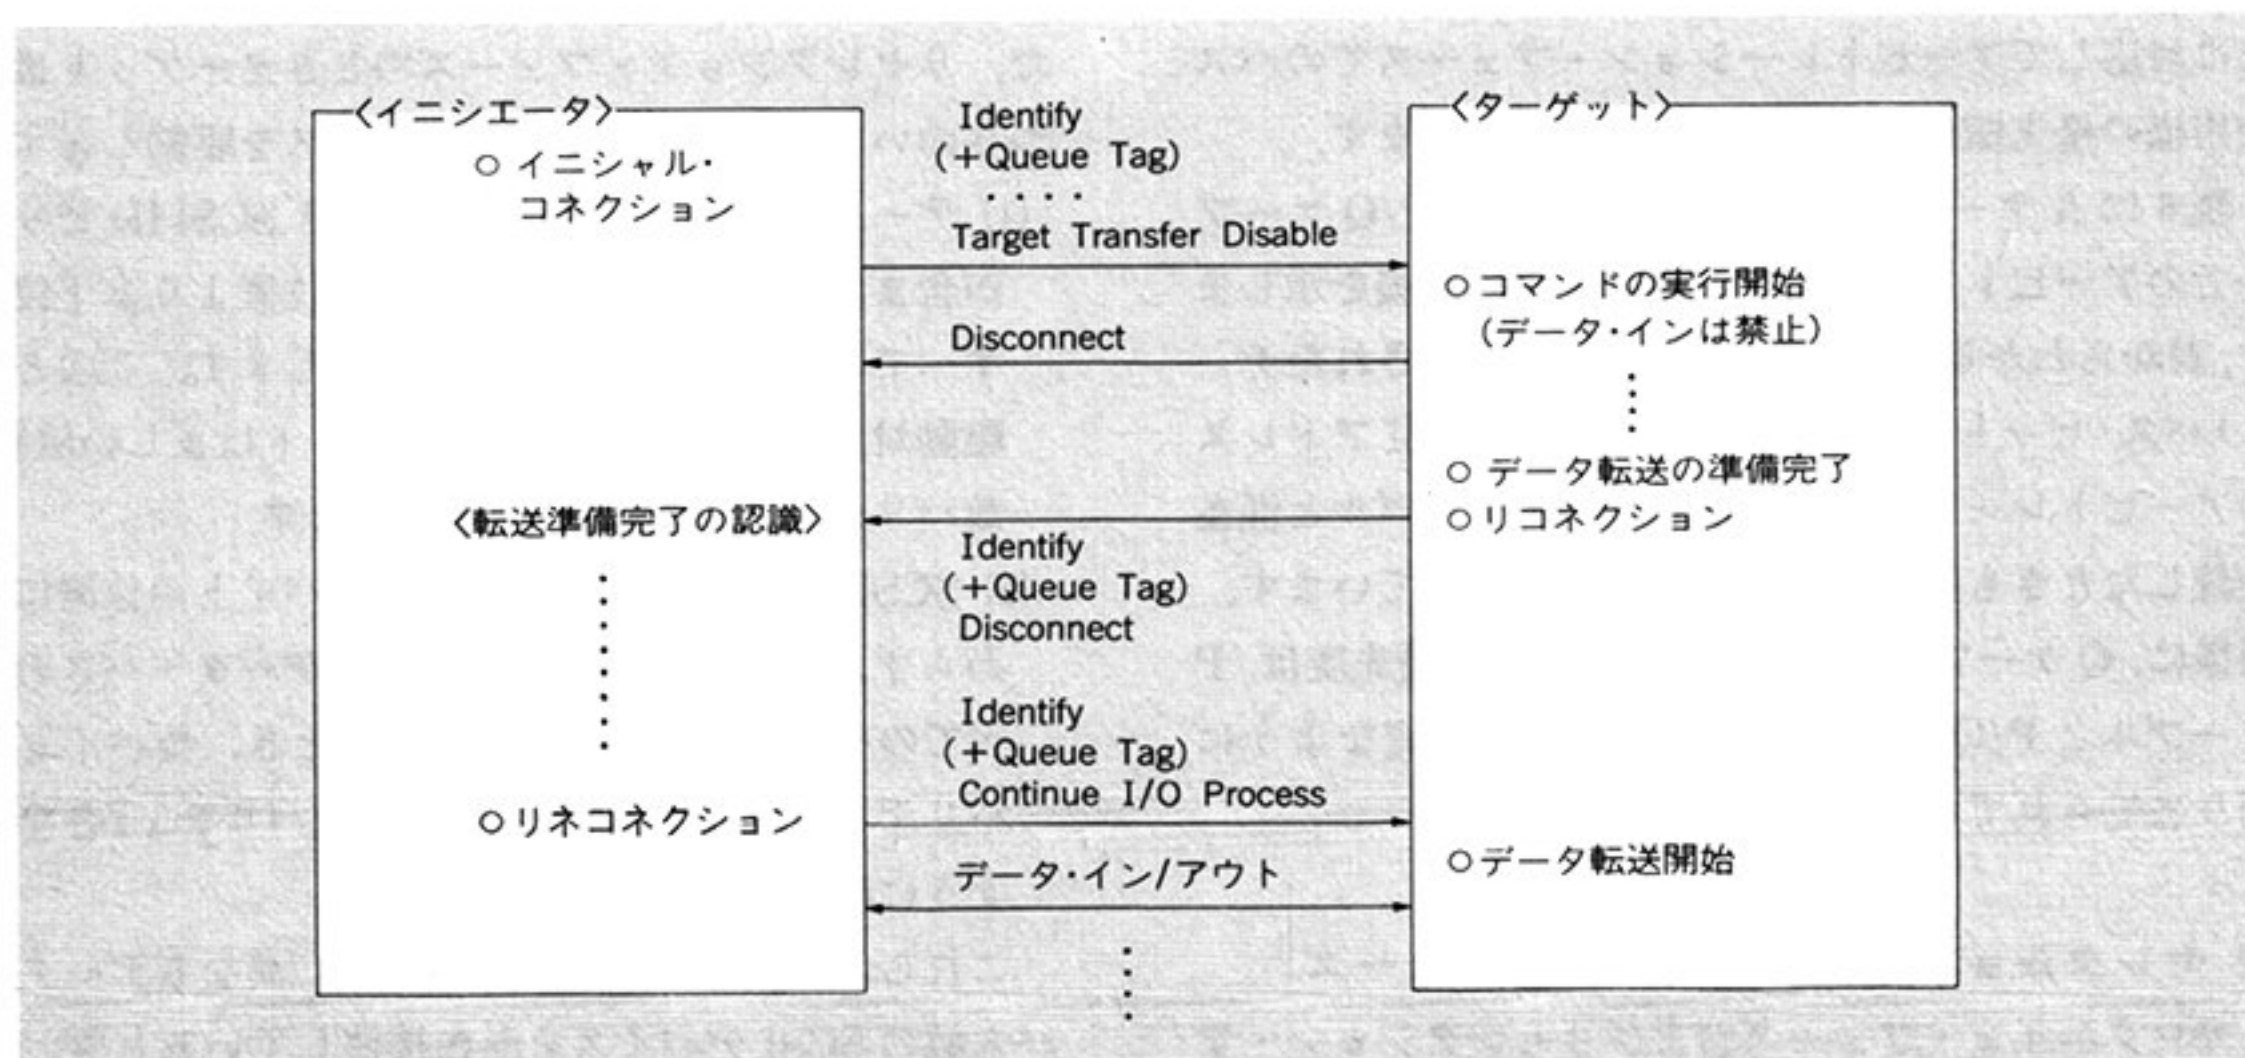 〈イニシエータ〉
○ イニシャル・
コネクション
Identify
(+Queue Tag)
・・・・
Target Transfer Disable
〈ターゲット〉
○コマンドの実行開始
(データ・インは禁止)
Disconnect
○ データ転送の準備完了
○リコネクション
〈転送準備完了の認識〉
Identify
(+Queue Tag)
Disconnect
Identify
(+Queue Tag)
Continue I/O Process
○リネコネクション
○データ転送開始
データ・イン/アウト